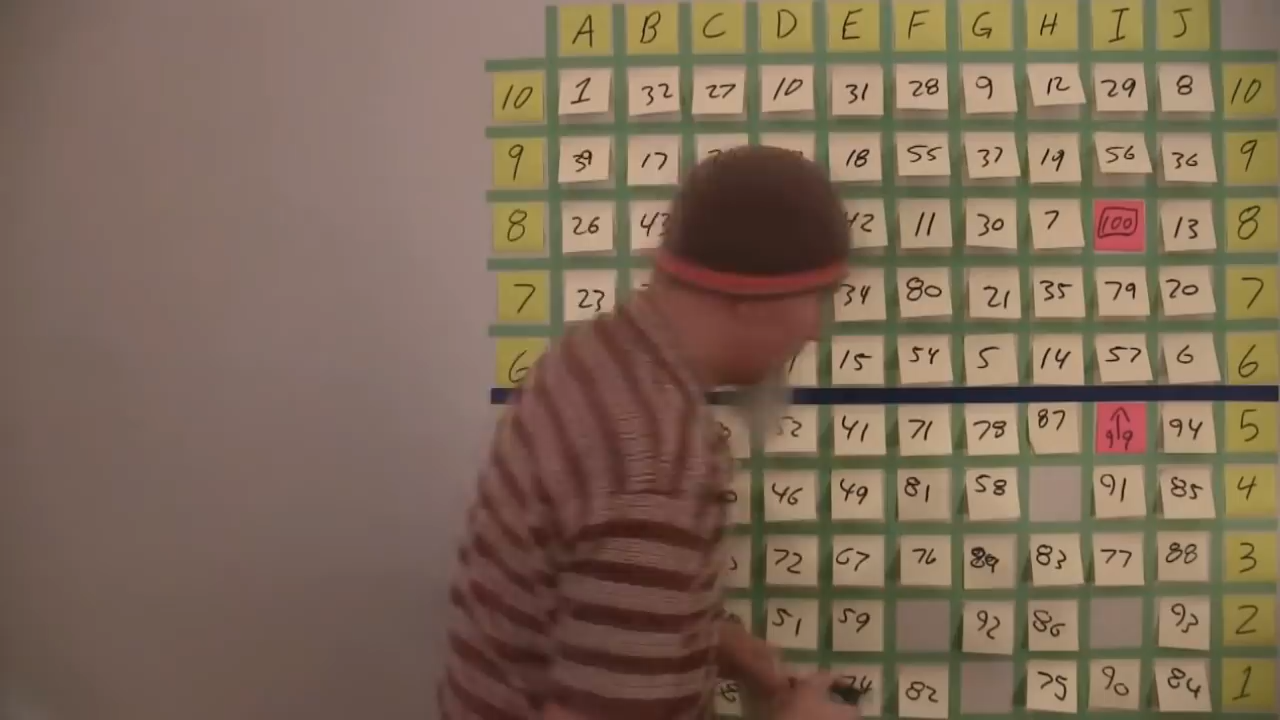 A B C D E F G H I J
10 1 32 27 10 31 28 9 12 29 8 10
9 39 17 18 55 37 19 56 36 9
8 26 43 42 11 30 7 100 13 8
7 23 34 80 21 35 79 20 7
6 15 54 5 14 57 6 6
52 41 71 78 87 99 94 5
46 49 81 58 91 85 4
72 67 76 89 83 77 88 3
51 59 92 86 93 2
74 82 75 90 84 1